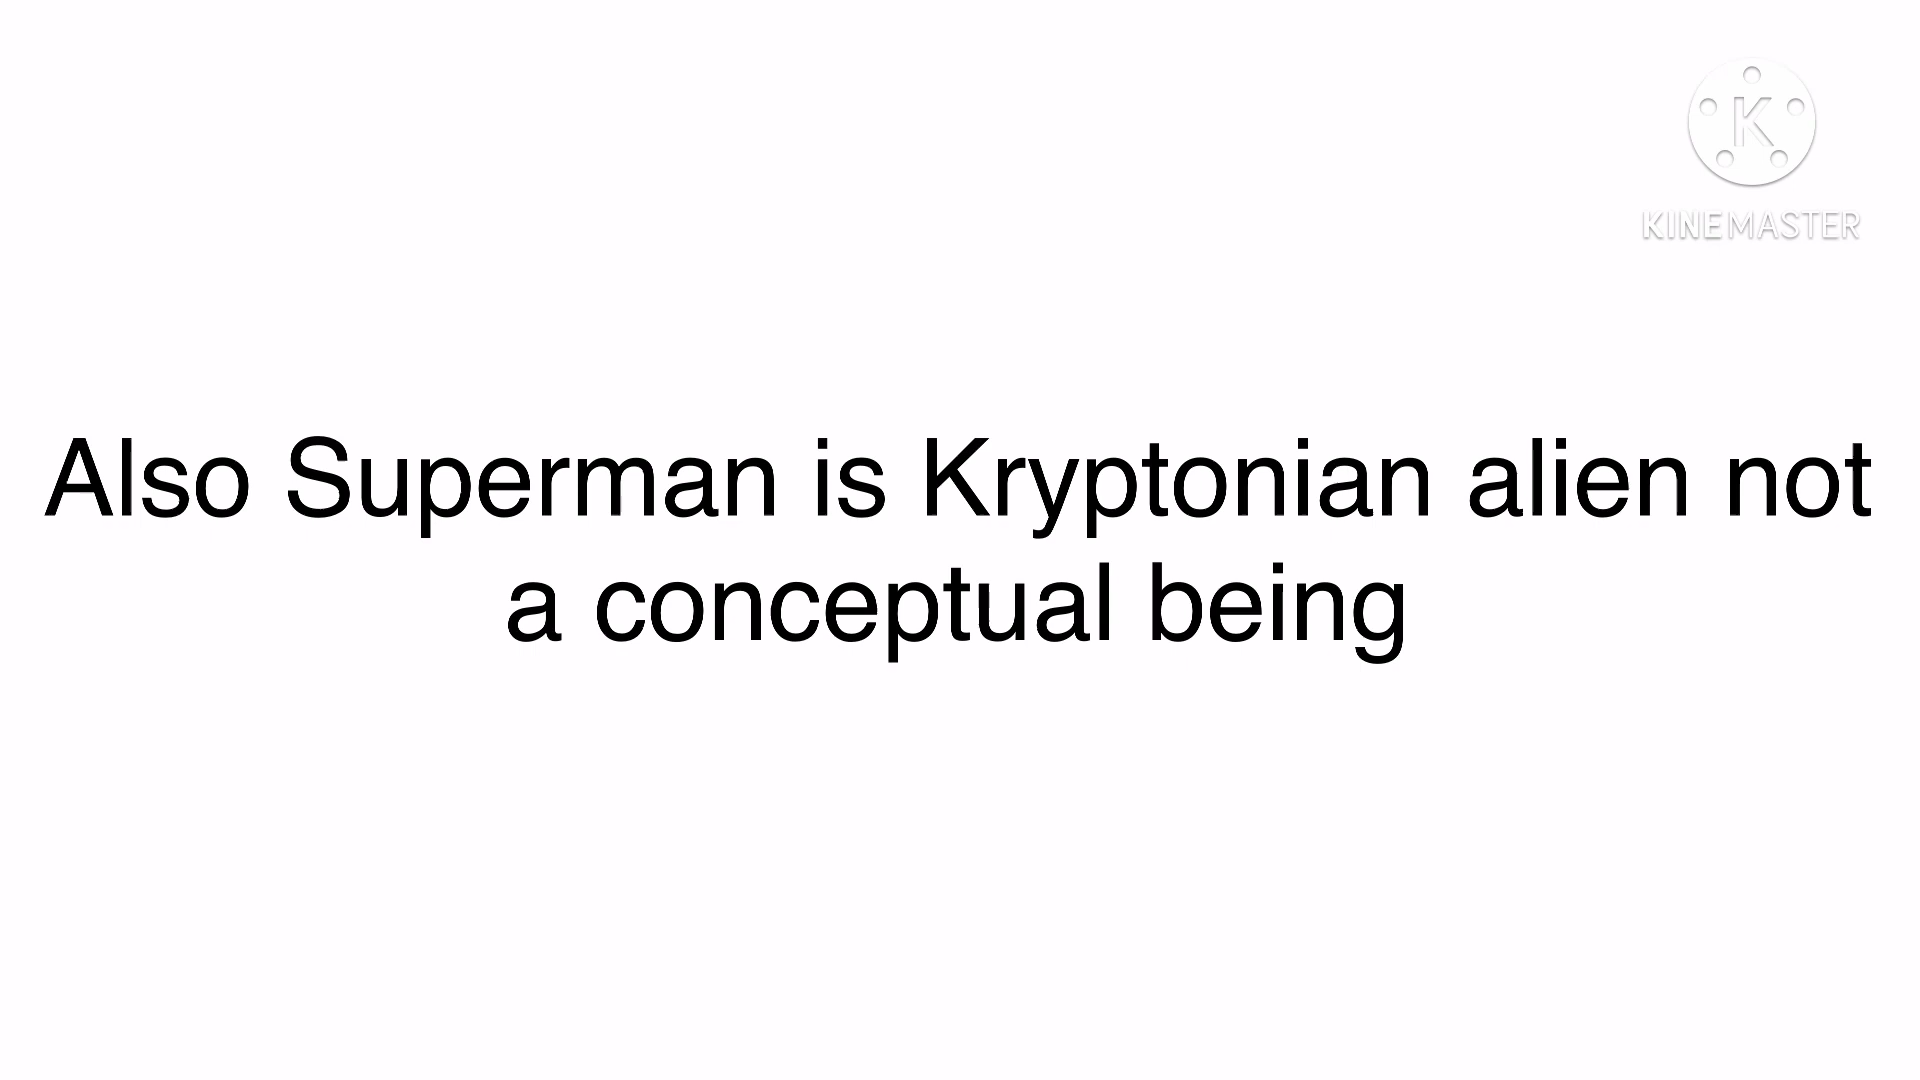 K
KINEMASTER
Also Superman is Kryptonian alien not
a conceptual being